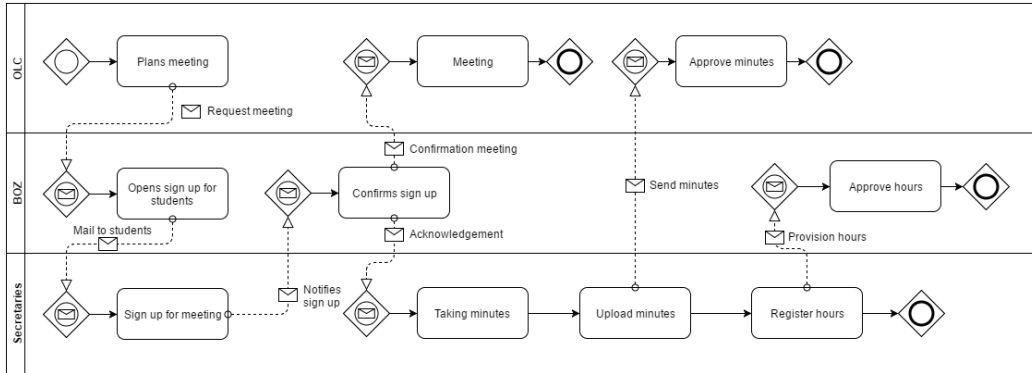 OLC
Plans meeting
Meeting
Approve minutes
Request meeting
Confirmation meeting
BOZ
Opens sign up for
students
Confirms sign up
Send minutes
Approve hours
Mail to students
Acknowledgement
Provision hours
Secretaries
Sign up for meeting
Notifies
sign up
Taking minutes
Upload minutes
Register hours